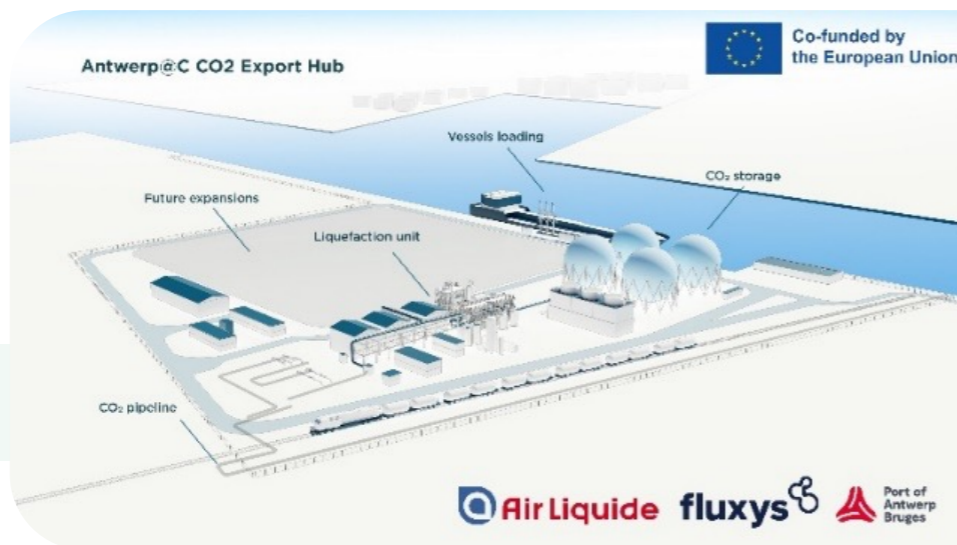 Antwerp@C CO2 Export Hub
Co-funded by
the European Union
Vessels loading
CO₂ storage
Future expansions
Liquefaction unit
CO₂ pipeline
Air Liquide
fluxys
Port of
Antwerp
Bruges